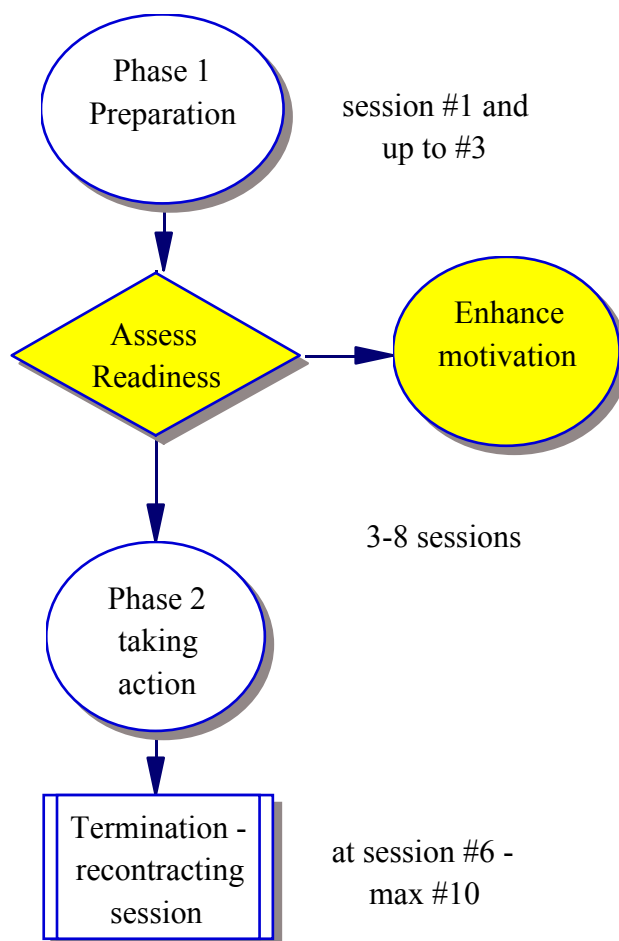 Phase 1
Preparation
session #1 and
up to #3
Assess
Readiness
Enhance
motivation
3-8 sessions
Phase 2
taking
action
Termination -
recontracting
session
at session #6 -
max #10